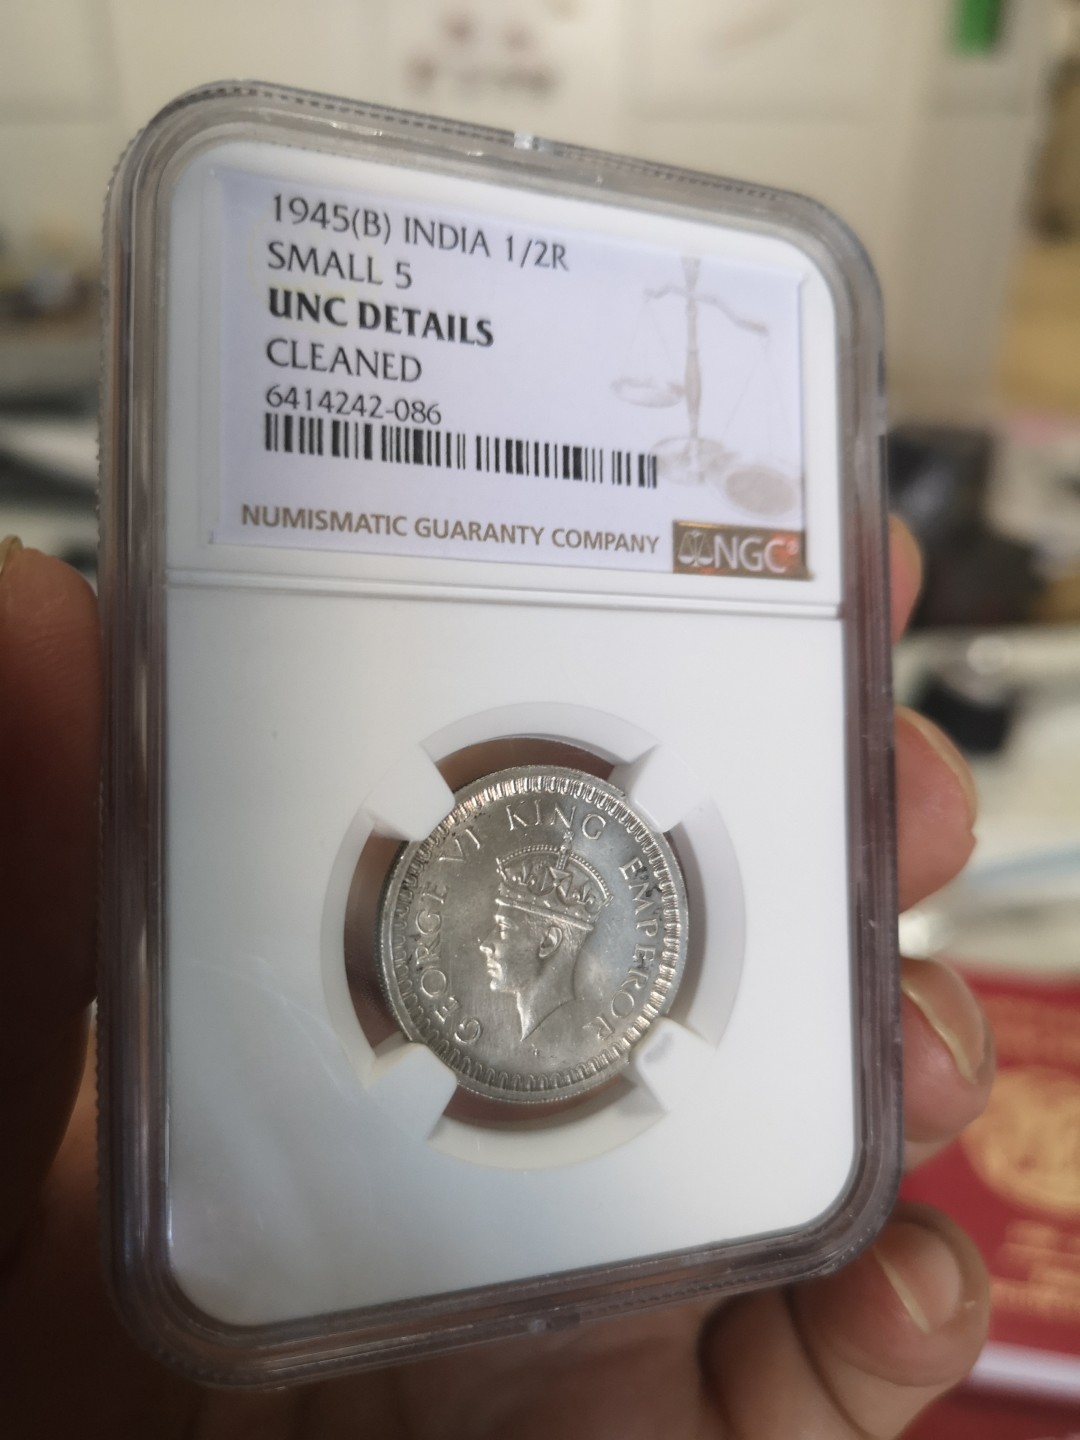 1945(B) INDIA 1/2R
SMALL 5
UNC DETAILS
CLEANED
6414242-086
NUMISMATIC GUARANTY COMPANY
NGC®
GEORGE VI KING EMPEROR